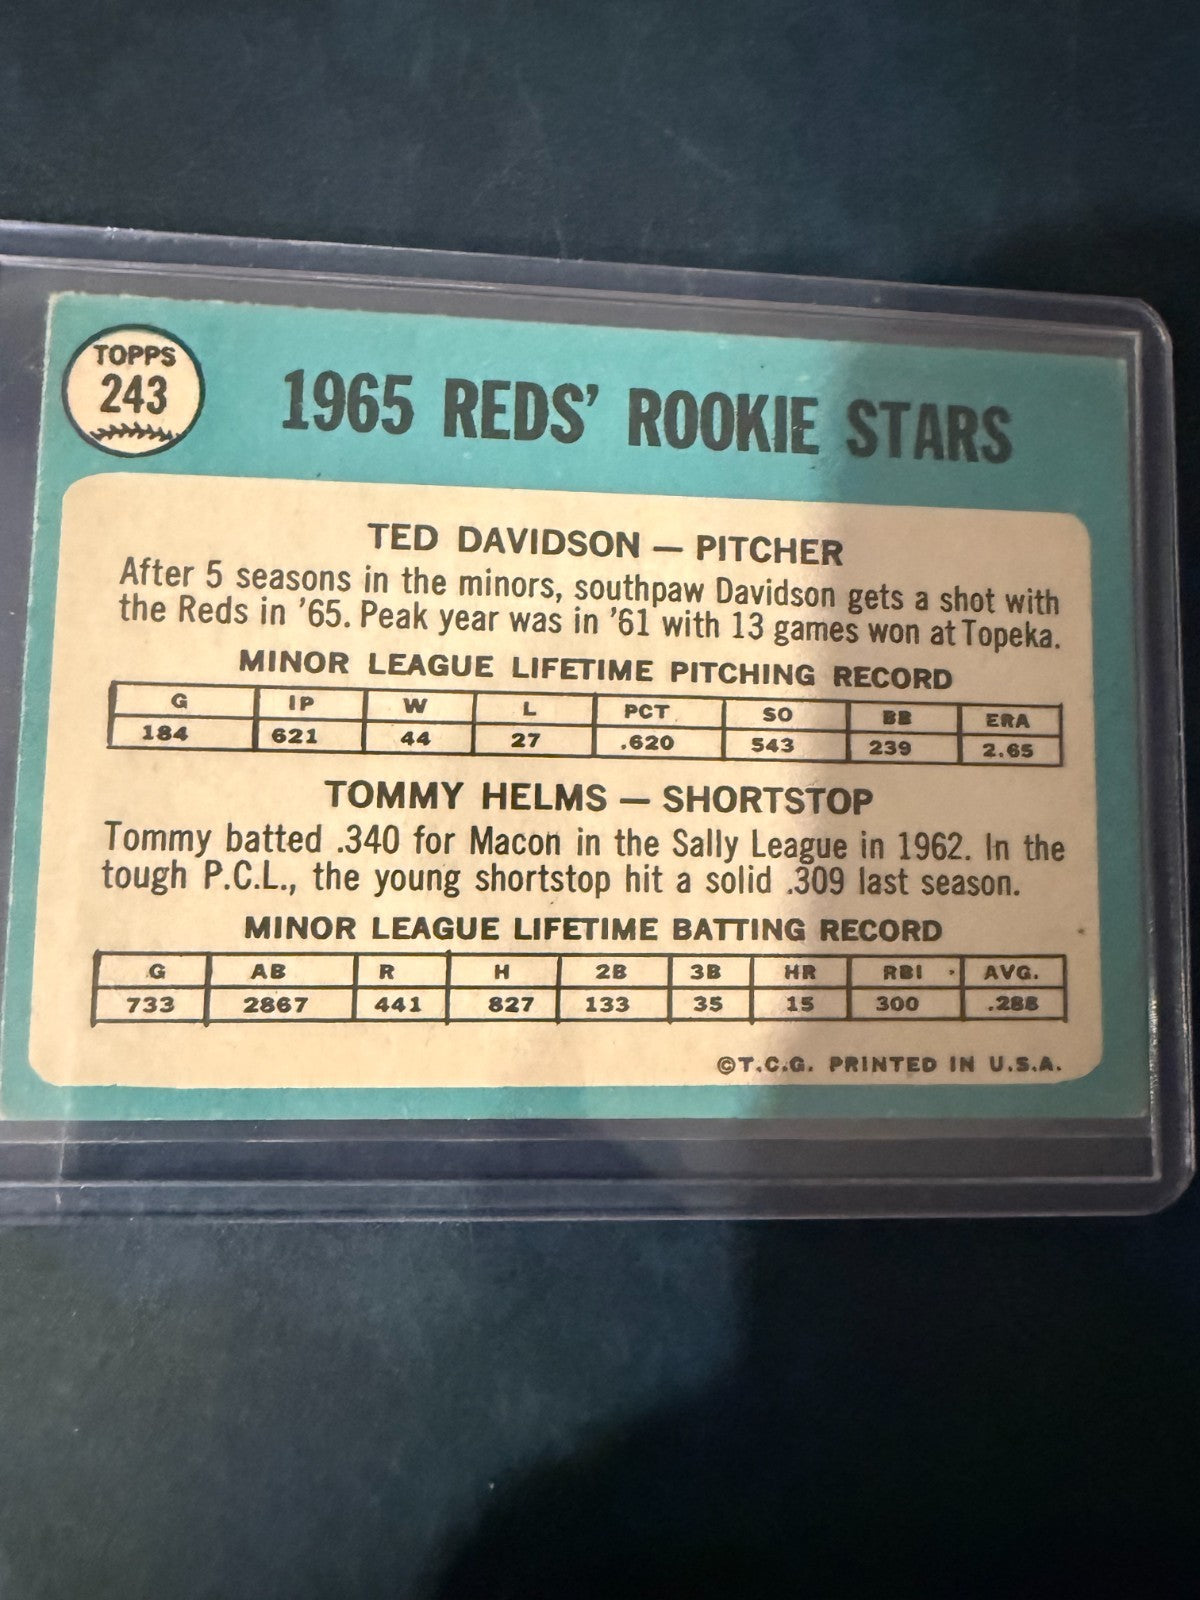 TOPPS
243
1965 REDS' ROOKIE STARS
TED DAVIDSON — PITCHER
After 5 seasons in the minors, southpaw Davidson gets a shot with
the Reds in '65. Peak year was in '61 with 13 games won at Topeka.
MINOR LEAGUE LIFETIME PITCHING RECORD
G IP W L PCT. SO BB ERA
184 621 44 27 .620 543 239 2.65
TOMMY HELMS — SHORTSTOP
Tommy batted .340 for Macon in the Sally League in 1962. In the
tough P.C.L., the young shortstop hit a solid .309 last season.
MINOR LEAGUE LIFETIME BATTING RECORD
G AB R H 2B 3B HR RBI AVG.
733 2867 441 827 133 35 15 300 .288
©T.C.G. PRINTED IN U.S.A.